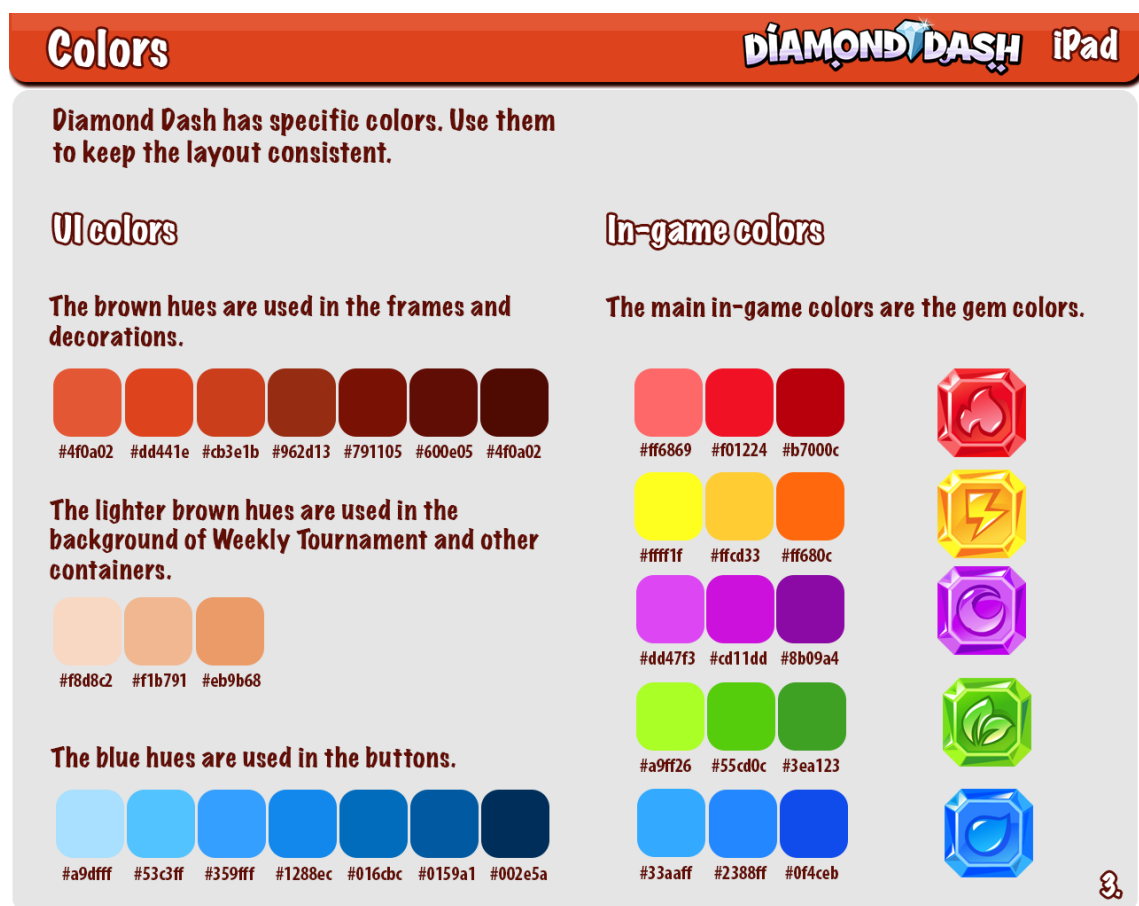 Colors
DIAMOND DASH iPad
Diamond Dash has specific colors. Use them
to keep the layout consistent.
UI colors
The brown hues are used in the frames and
decorations.
#4f0a02 #dd441e #cb3e1b #962d13 #791105 #600e05 #4f0a02
The lighter brown hues are used in the
background of Weekly Tournament and other
containers.
#f8d8c2 #f1b791 #eb9b68
The blue hues are used in the buttons.
#a9dfff #53c3ff #359fff #1288ec #016cbc #0159a1 #002e5a
In-game colors
The main in-game colors are the gem colors.
#ff6869 #f01224 #b7000c
#ffff1f #ffcd33 #ff680c
#dd47f3 #cd11dd #8b09a4
#a9ff26 #55cd0c #3ea123
#33aaff #2388ff #0f4ceb
3.